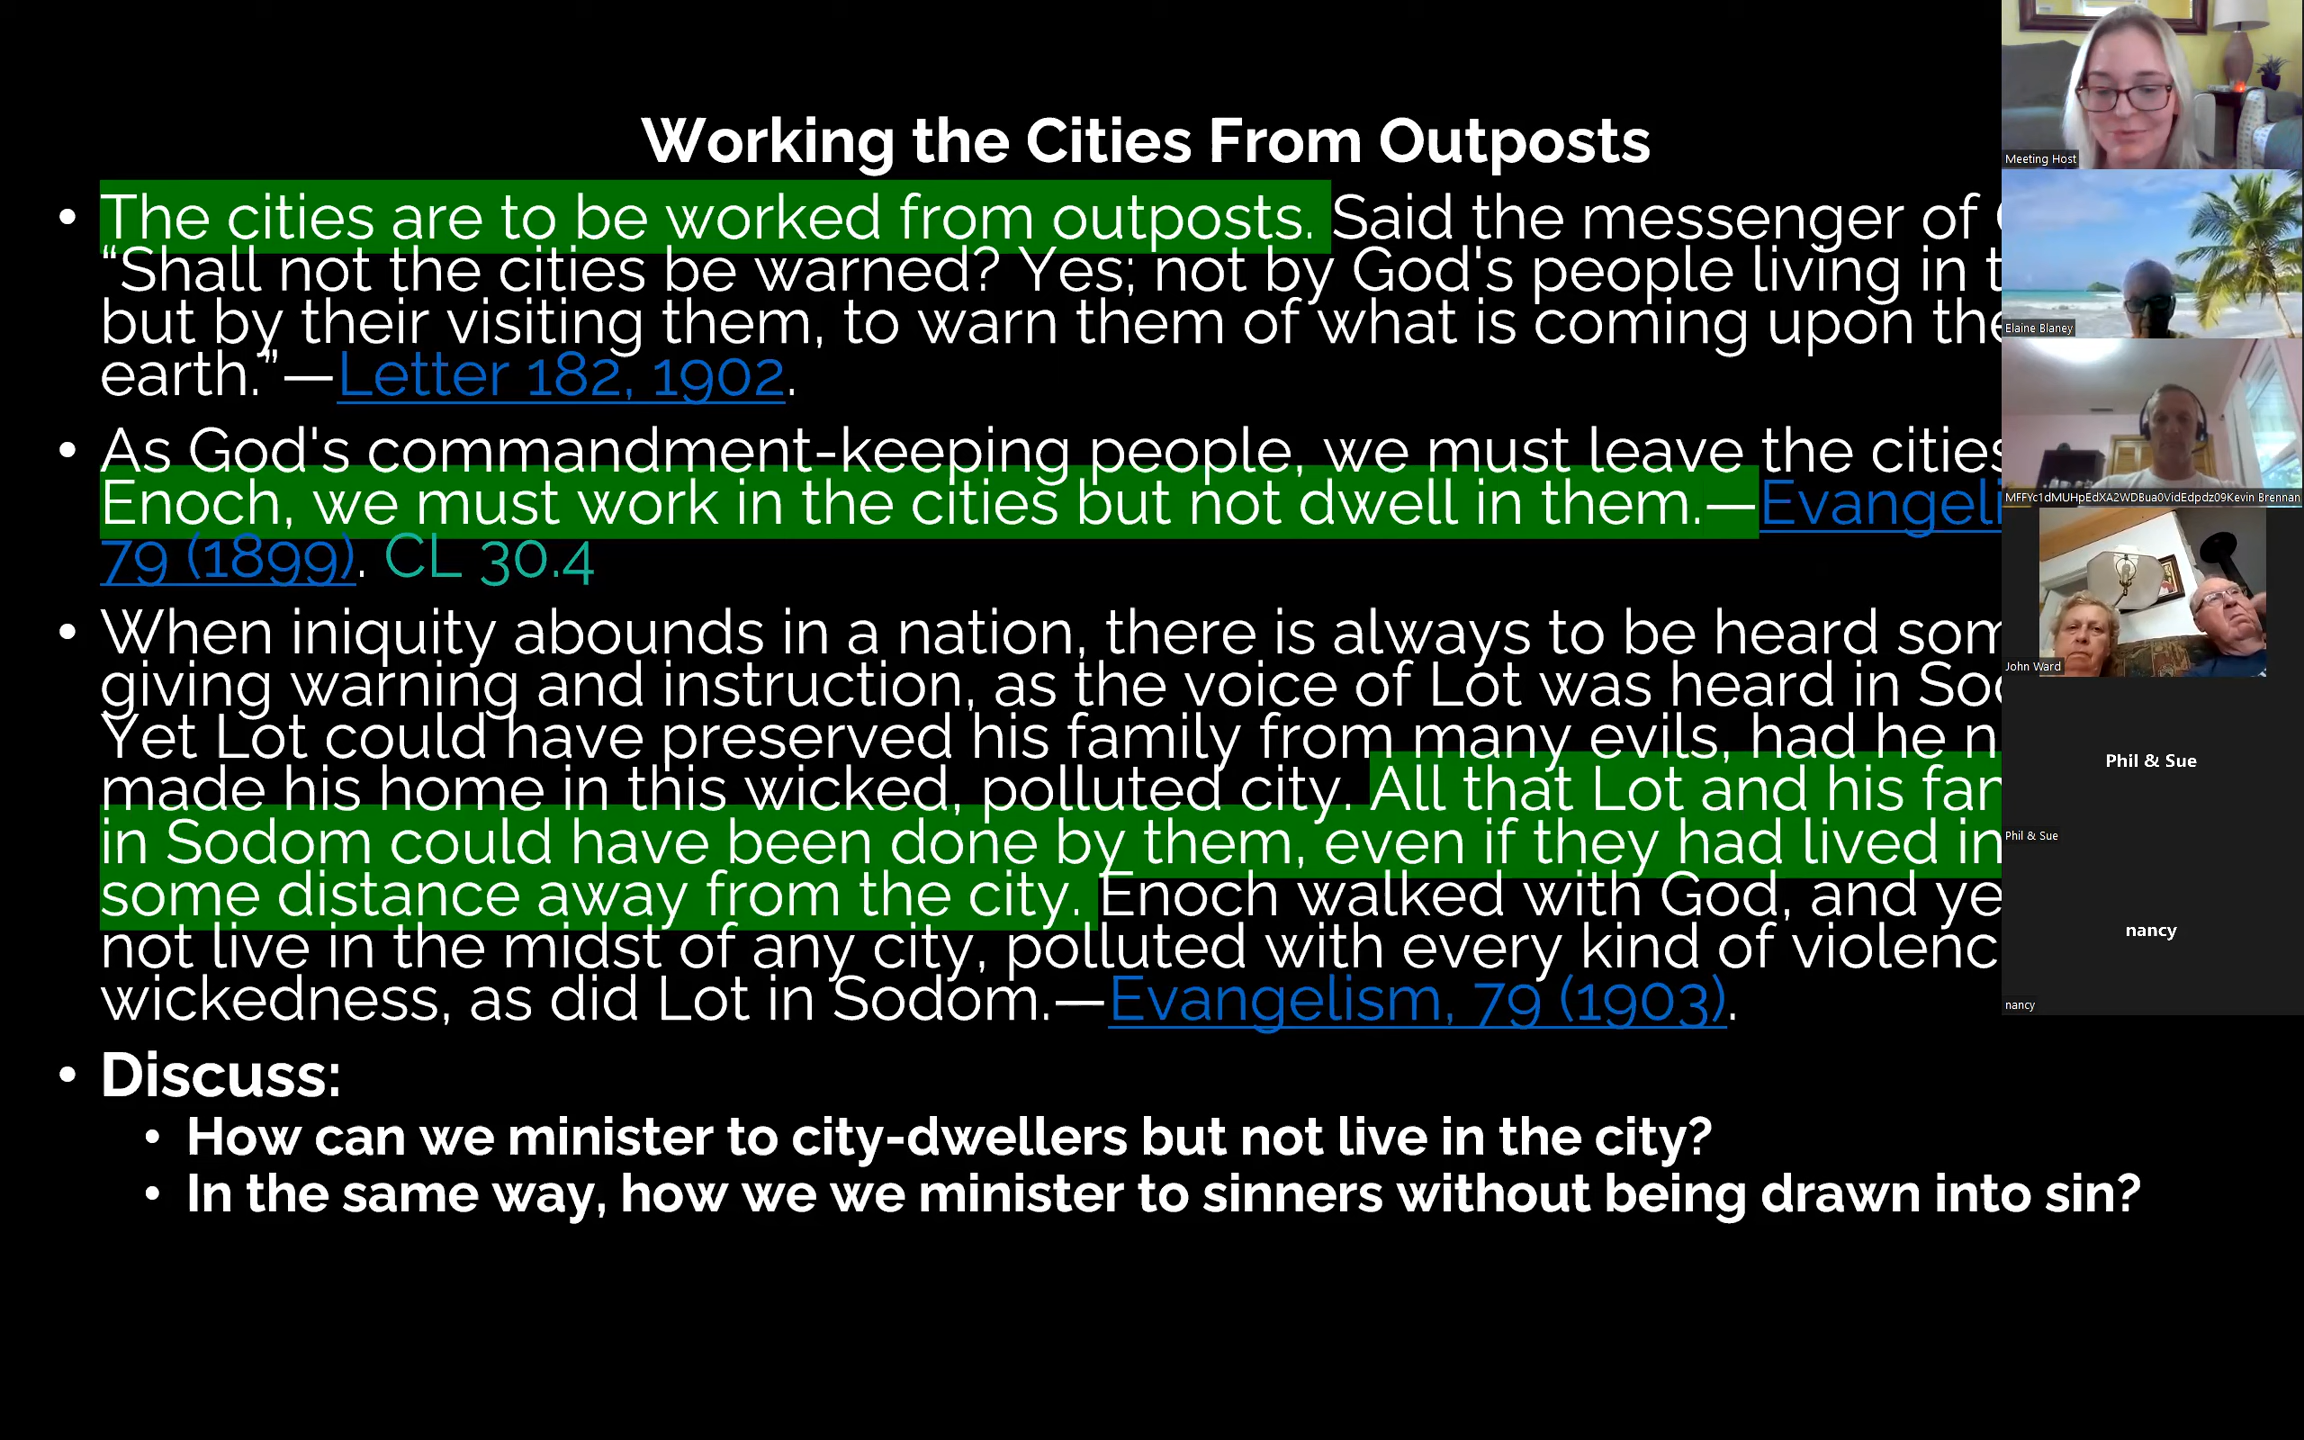 Working the Cities From Outposts
• The cities are to be worked from outposts. Said the messenger of
“Shall not the cities be warned? Yes; not by God's people living in
but by their visiting them, to warn them of what is coming upon
earth.”—Letter 182, 1902.
• As God's commandment-keeping people, we must leave the cities
Enoch, we must work in the cities but not dwell in them.—
79 (1899). CL 30.4
• When iniquity abounds in a nation, there is always to be heard
giving warning and instruction, as the voice of Lot was heard in
Yet Lot could have preserved his family from many evils, had he
made his home in this wicked, polluted city. All that Lot and his
in Sodom could have been done by them, even if they had lived in
some distance away from the city. Enoch walked with God, and
not live in the midst of any city, polluted with every kind of
wickedness, as did Lot in Sodom.—Evangelism, 79 (1903).
• Discuss:
• How can we minister to city-dwellers but not live in the city?
• In the same way, how we we minister to sinners without being drawn into sin?
Meeting Host
Elaine Blaney
MFFYc1dMUHpEdXA2WDBua0VidEdpdz09Kevin Brennan
John Ward
Phil & Sue
Phil & Sue
nancy
nancy